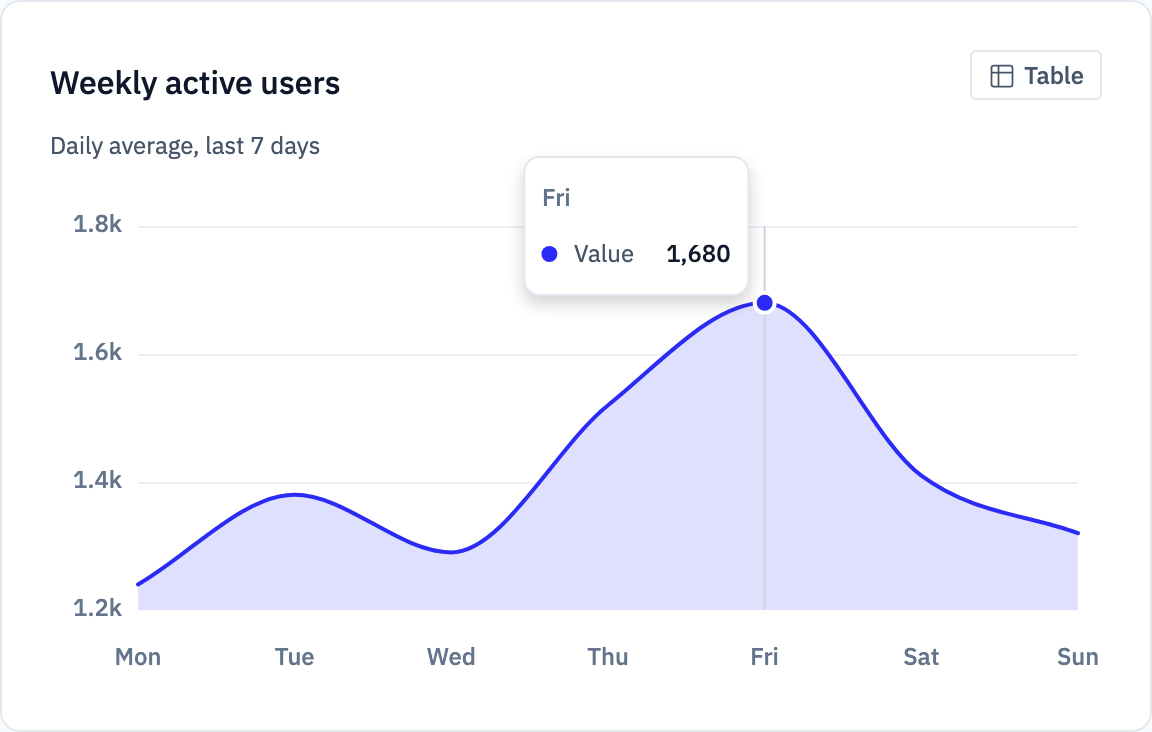 Weekly active users
Table
Daily average, last 7 days
Fri
Value 1,680
1.8k
1.6k
1.4k
1.2k
Mon Tue Wed Thu Fri Sat Sun